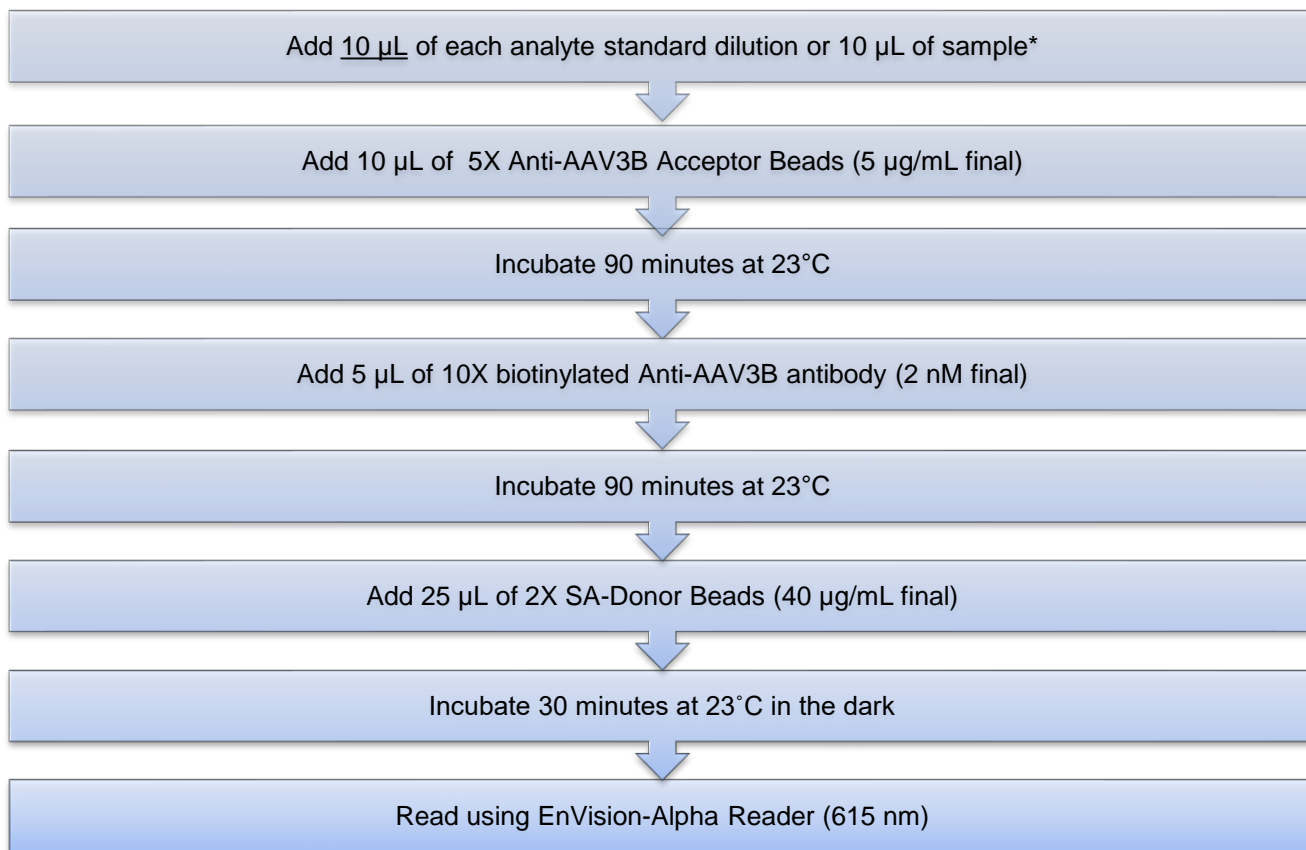 Add 10 µL of each analyte standard dilution or 10 µL of sample*
Add 10 µL of  5X Anti-AAV3B Acceptor Beads (5 µg/mL final)
Incubate 90 minutes at 23°C
Add 5 µL of 10X biotinylated Anti-AAV3B antibody (2 nM final)
Incubate 90 minutes at 23°C
Add 25 µL of 2X SA-Donor Beads (40 µg/mL final)
Incubate 30 minutes at 23˚C in the dark
Read using EnVision-Alpha Reader (615 nm)